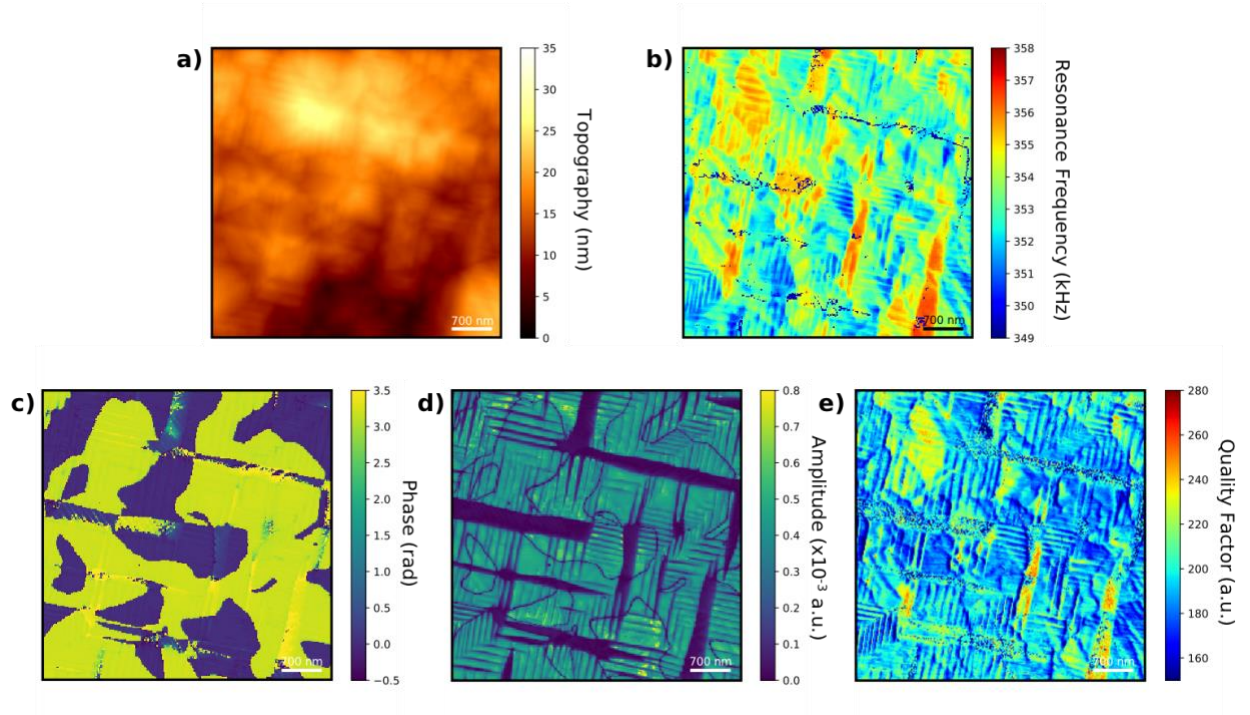 a)
35
30
25
20
15
10
5
0
Topography (nm)
700 nm
b)
358
357
356
355
354
353
352
351
350
349
Resonance Frequency (kHz)
700 nm
c)
3.5
3.0
2.5
2.0
1.5
1.0
0.5
0.0
−0.5
Phase (rad)
700 nm
d)
0.8
0.7
0.6
0.5
0.4
0.3
0.2
0.1
0.0
Amplitude (x10⁻³ a.u.)
700 nm
e)
280
260
240
220
200
180
160
Quality Factor (a.u.)
700 nm